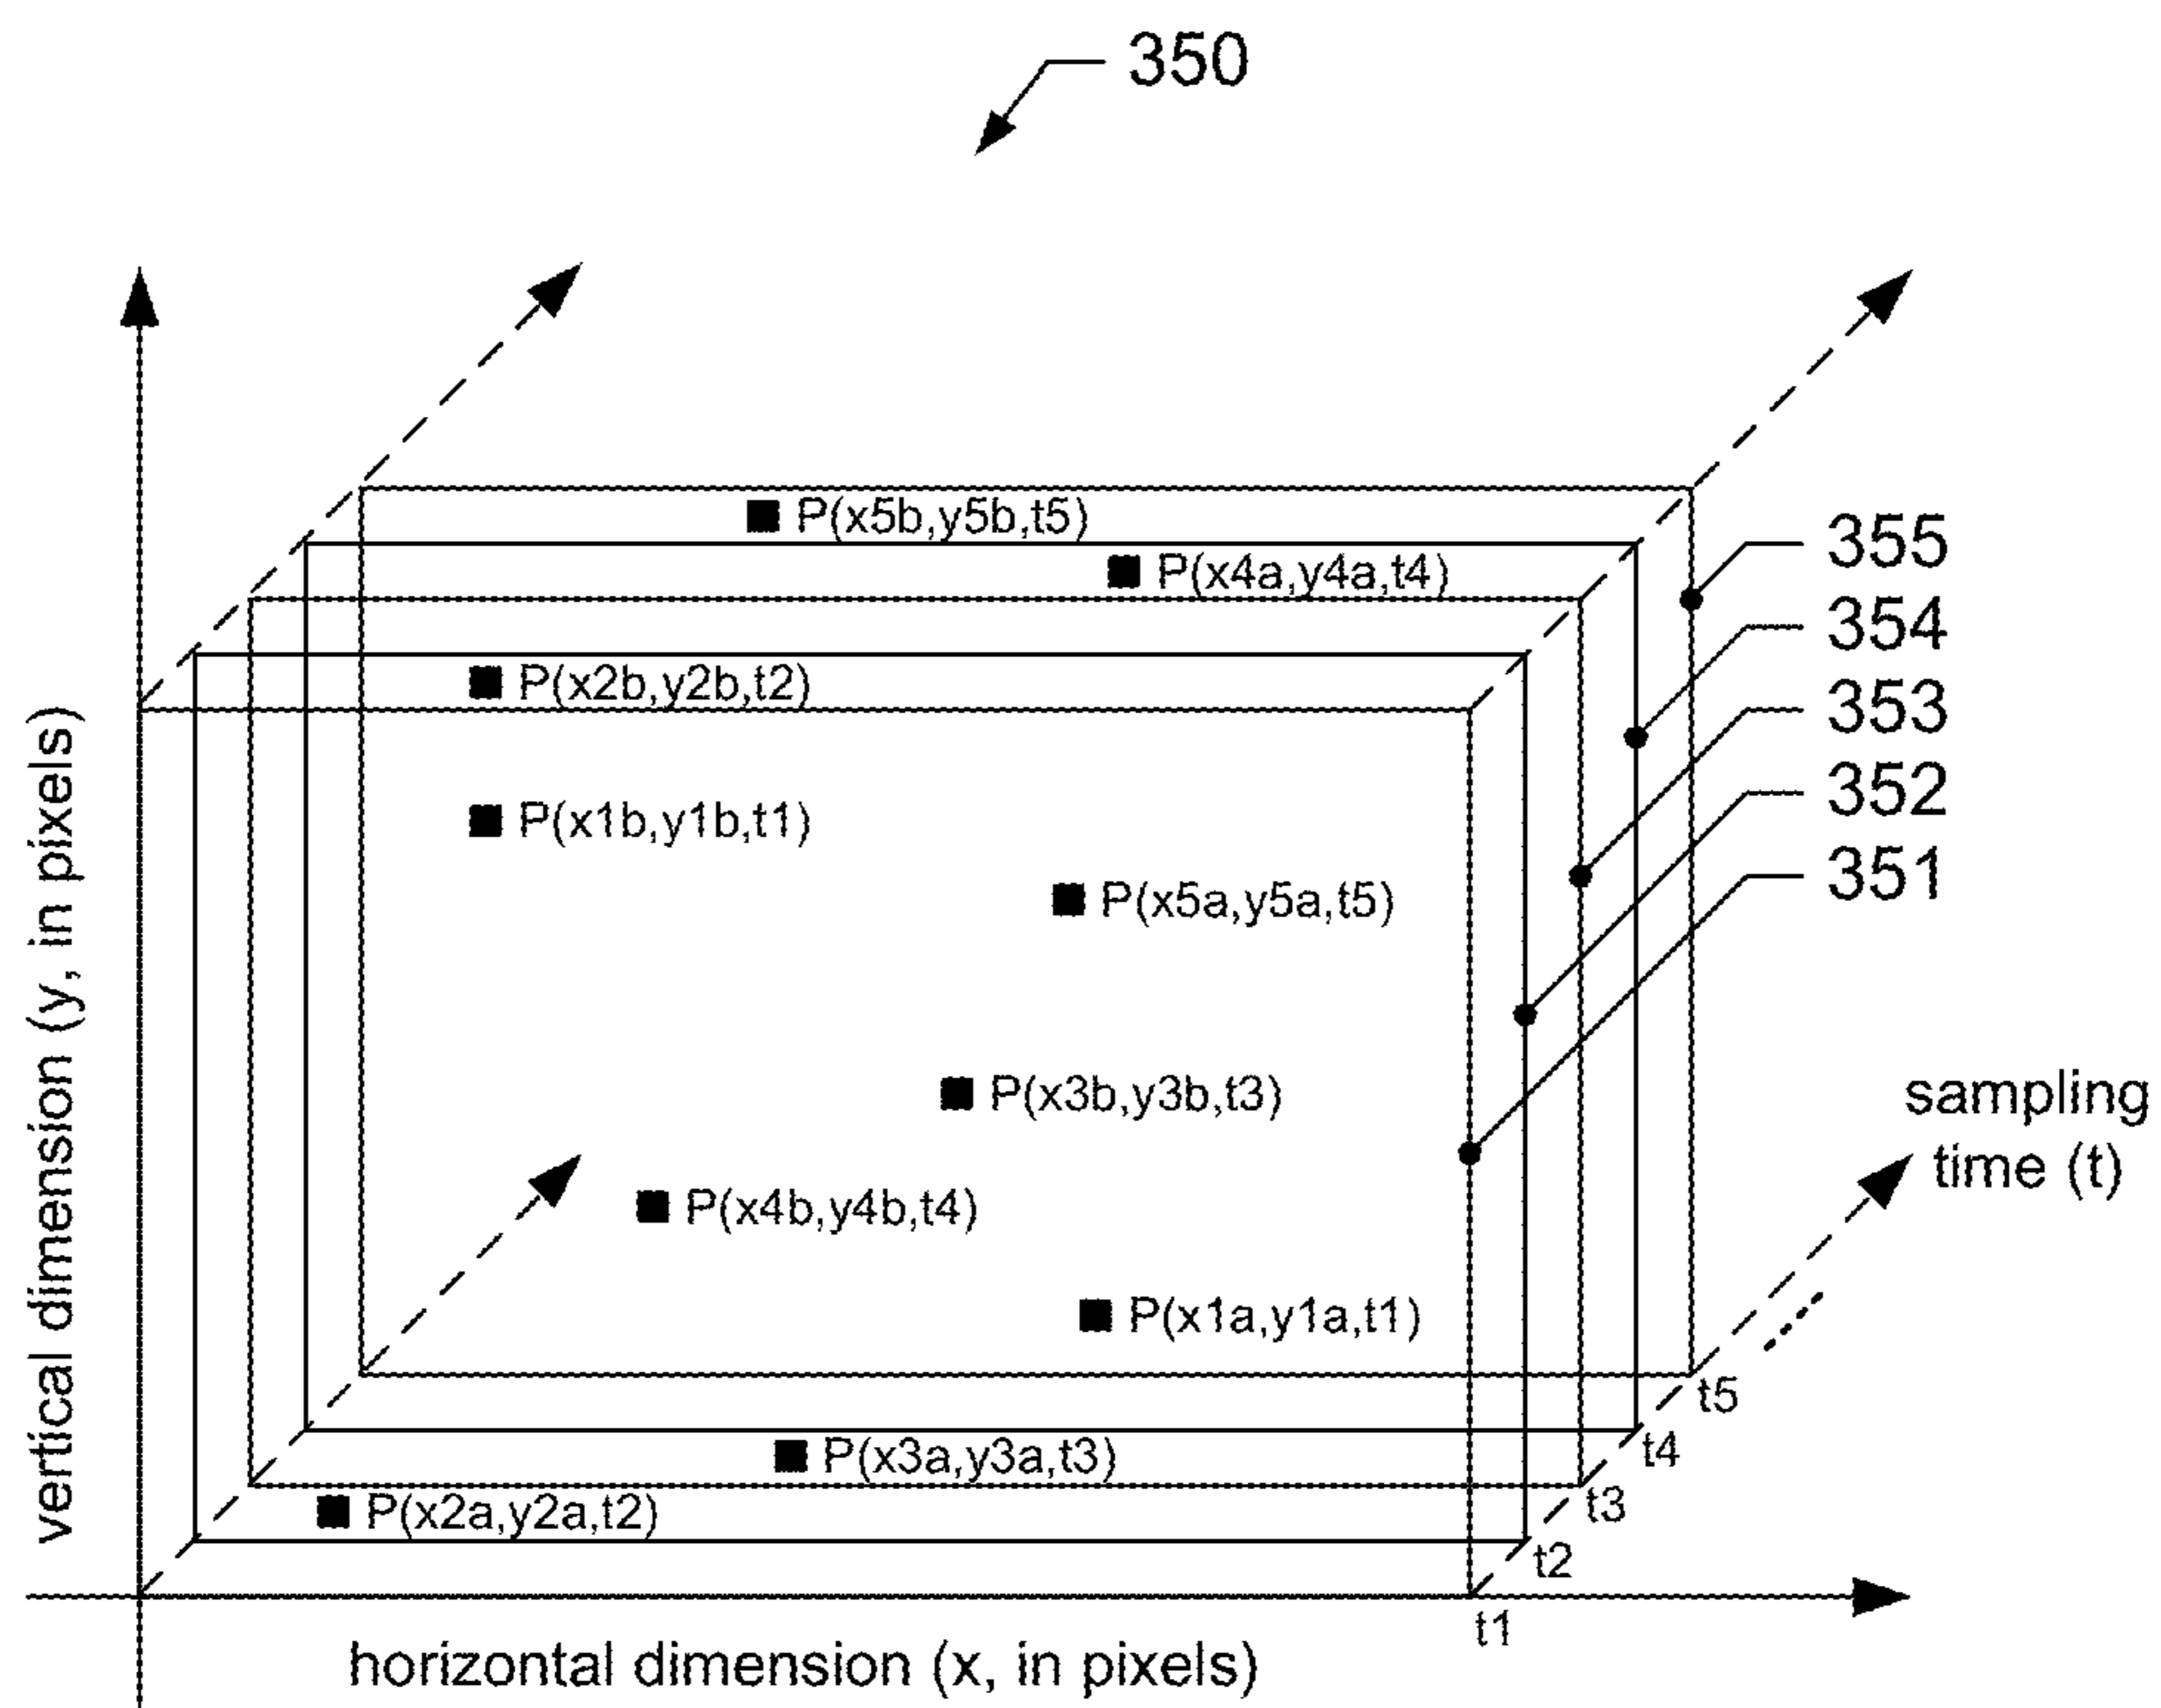 350
P(x5b,y5b,t5)
355
P(x4a,y4a,t4)
354
P(x2b,y2b,t2)
353
352
P(x1b,y1b,t1)
351
P(x5a,y5a,t5)
vertical dimension (y, in pixels)
P(x3b,y3b,t3)
sampling
time (t)
P(x4b,y4b,t4)
P(x1a,y1a,t1)
t5
t4
P(x3a,y3a,t3)
t3
P(x2a,y2a,t2)
t2
t1
horizontal dimension (x, in pixels)